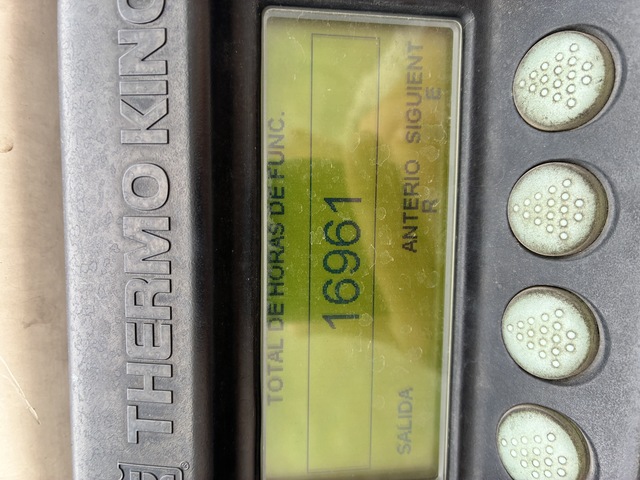 THERMO KING
TOTAL DE HORAS DE FUNC.
16961
SALIDA ANTERIO SIGUIENT
R E